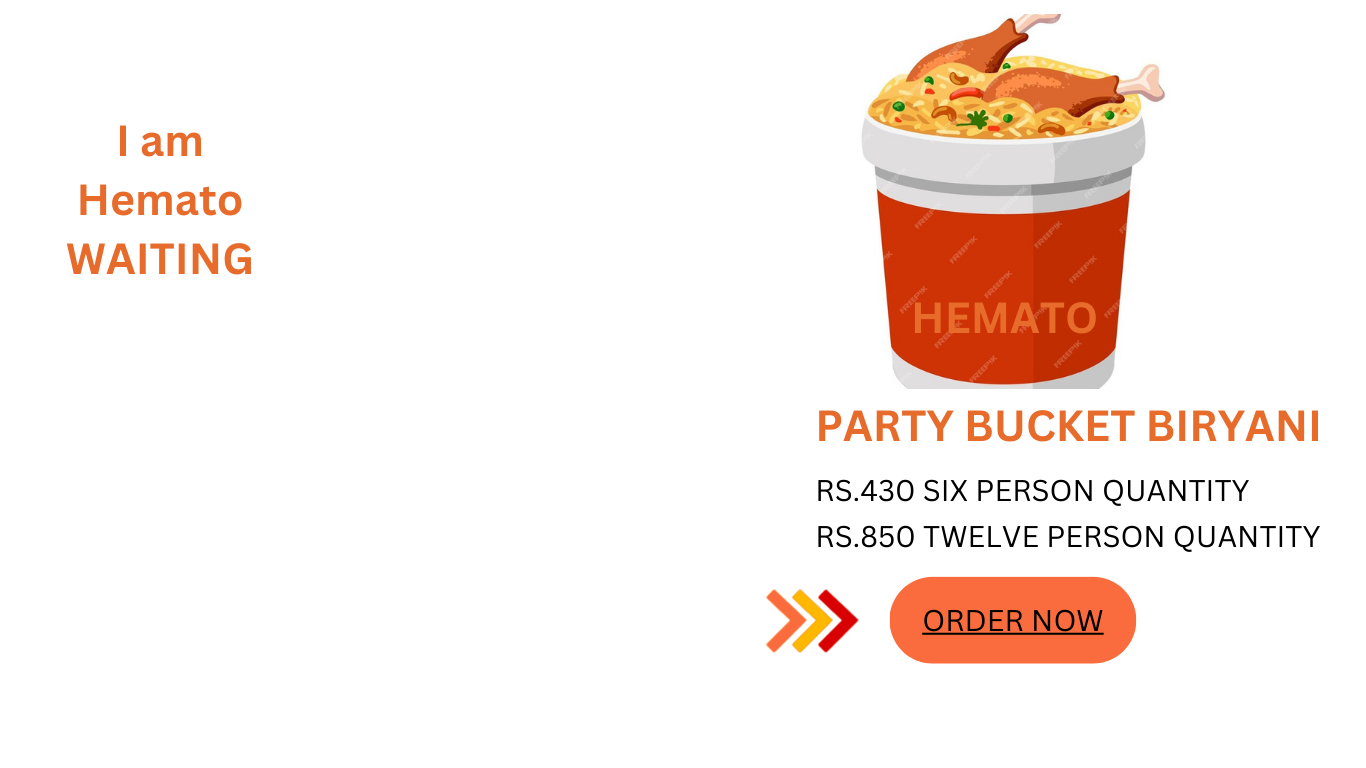 I am
Hemato
WAITING
HEMATO
PARTY BUCKET BIRYANI
RS.430 SIX PERSON QUANTITY
RS.850 TWELVE PERSON QUANTITY
ORDER NOW